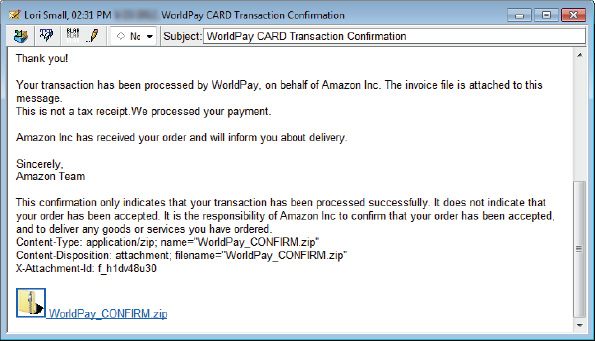 Lori Small, 02:31 PM WorldPay CARD Transaction Confirmation
Subject: WorldPay CARD Transaction Confirmation
Thank you!
Your transaction has been processed by WorldPay, on behalf of Amazon Inc. The invoice file is attached to this
message.
This is not a tax receipt.We processed your payment.
Amazon Inc has received your order and will inform you about delivery.
Sincerely,
Amazon Team
This confirmation only indicates that your transaction has been processed successfully. It does not indicate that
your order has been accepted. It is the responsibility of Amazon Inc to confirm that your order has been accepted,
and to deliver any goods or services you have ordered.
Content-Type: application/zip; name="WorldPay_CONFIRM.zip"
Content-Disposition: attachment; filename="WorldPay_CONFIRM.zip"
X-Attachment-Id: f_h1dv48u30
WorldPay_CONFIRM.zip